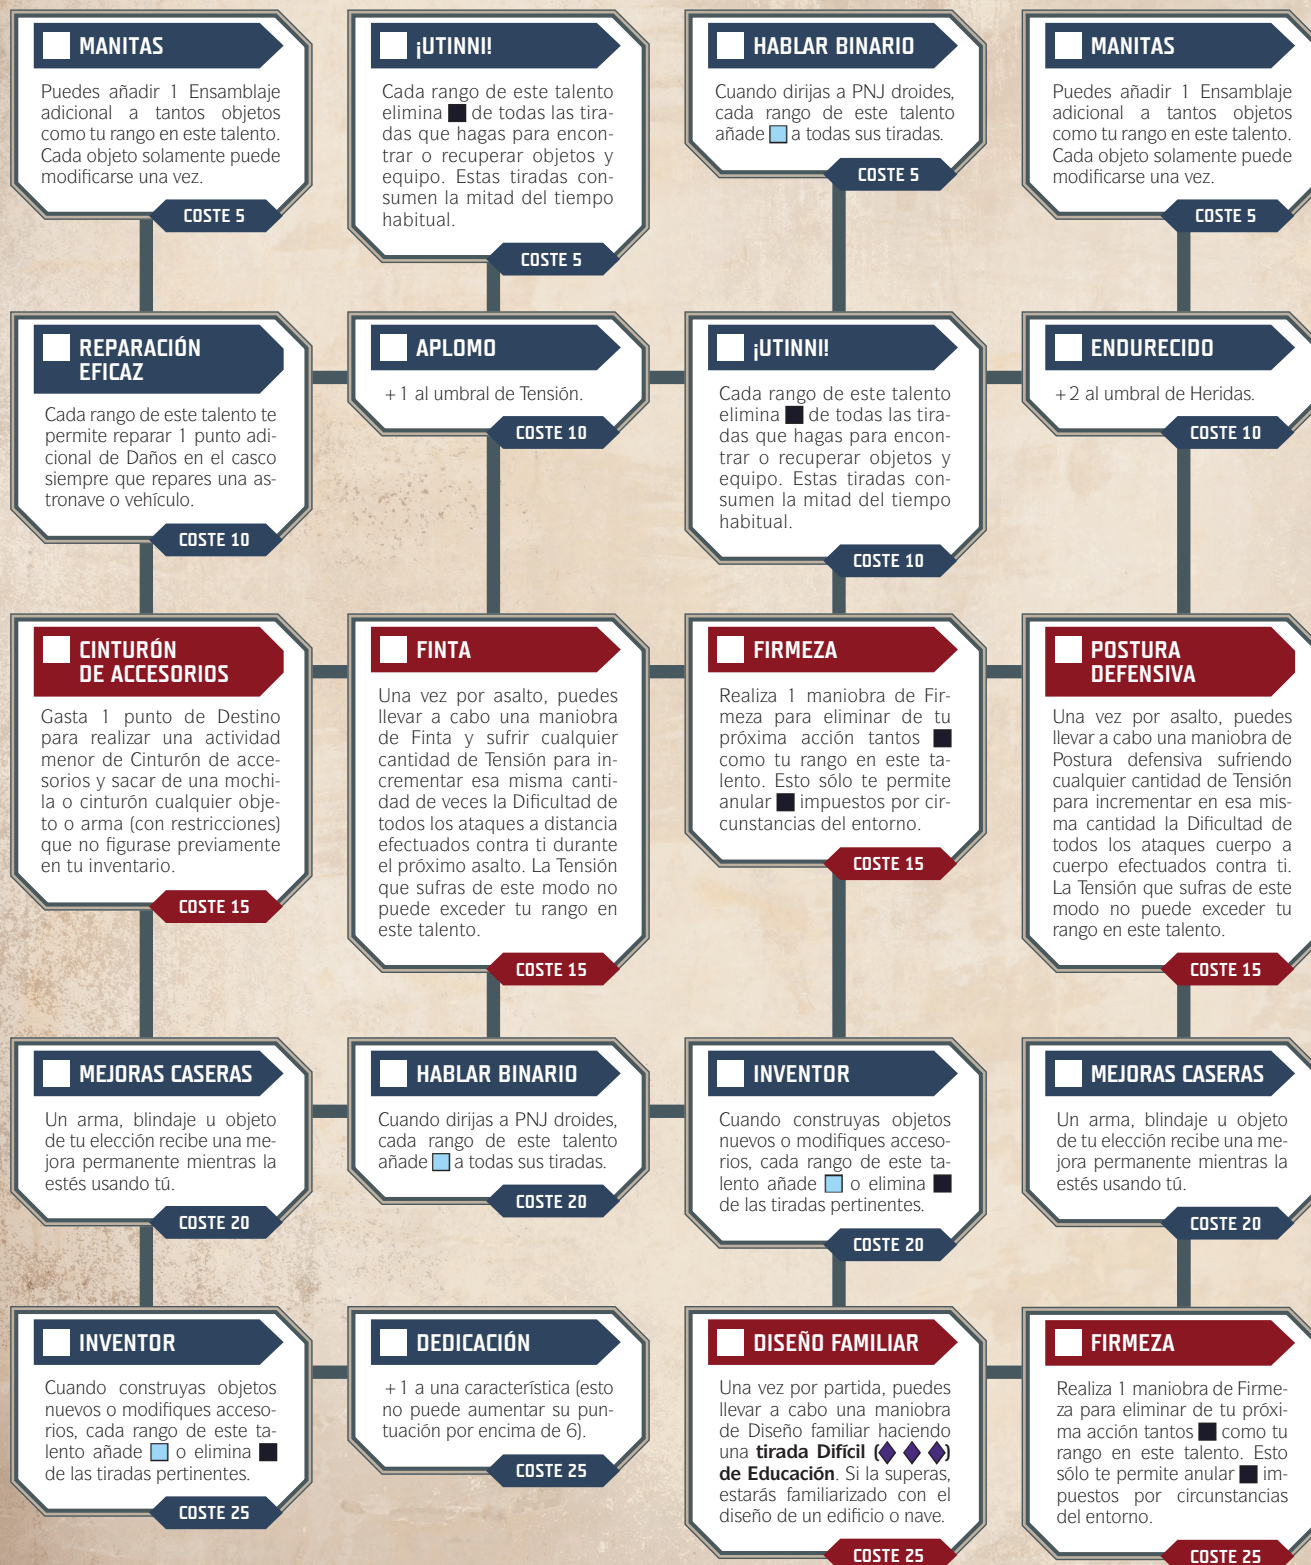 MANITAS
Puedes añadir 1 Ensamblaje
adicional a tantos objetos
como tu rango en este talento.
Cada objeto solamente puede
modificarse una vez.
COSTE 5
¡UTINNI!
Cada rango de este talento
elimina ■ de todas las tira-
das que hagas para encon-
trar o recuperar objetos y
equipo. Estas tiradas con-
sumen la mitad del tiempo
habitual.
COSTE 5
HABLAR BINARIO
Cuando dirijas a PNJ droides,
cada rango de este talento
añade □ a todas sus tiradas.
COSTE 5
MANITAS
Puedes añadir 1 Ensamblaje
adicional a tantos objetos
como tu rango en este talento.
Cada objeto solamente puede
modificarse una vez.
COSTE 5
REPARACIÓN
EFICAZ
Cada rango de este talento te
permite reparar 1 punto adi-
cional de Daños en el casco
siempre que repares una as-
tronave o vehículo.
COSTE 10
APLOMO
+1 al umbral de Tensión.
COSTE 10
¡UTINNI!
Cada rango de este talento
elimina ■ de todas las tira-
das que hagas para encon-
trar o recuperar objetos y
equipo. Estas tiradas con-
sumen la mitad del tiempo
habitual.
COSTE 10
ENDURECIDO
+2 al umbral de Heridas.
COSTE 10
CINTURÓN
DE ACCESORIOS
Gasta 1 punto de Destino
para realizar una actividad
menor de Cinturón de acce-
sorios y sacar de una mochi-
la o cinturón cualquier obje-
to o arma (con restricciones)
que no figurase previamente
en tu inventario.
COSTE 15
FINTA
Una vez por asalto, puedes
llevar a cabo una maniobra
de Finta y sufrir cualquier
cantidad de Tensión para in-
crementar esa misma canti-
dad de veces la Dificultad de
todos los ataques a distancia
efectuados contra ti durante
el próximo asalto. La Tensión
que sufras de este modo no
puede exceder tu rango en
este talento.
COSTE 15
FIRMEZA
Realiza 1 maniobra de Fir-
meza para eliminar de tu
próxima acción tantos ■
como tu rango en este ta-
lento. Esto sólo te permite
anular ■ impuestos por cir-
cunstancias del entorno.
COSTE 15
POSTURA
DEFENSIVA
Una vez por asalto, puedes
llevar a cabo una maniobra de
Postura defensiva sufriendo
cualquier cantidad de Tensión
para incrementar en esa mis-
ma cantidad la Dificultad de
todos los ataques cuerpo a
cuerpo efectuados contra ti.
La Tensión que sufras de este
modo no puede exceder tu
rango en este talento.
COSTE 15
MEJORAS CASERAS
Un arma, blindaje u objeto
de tu elección recibe una me-
jora permanente mientras la
estés usando tú.
COSTE 20
HABLAR BINARIO
Cuando dirijas a PNJ droides,
cada rango de este talento
añade □ a todas sus tiradas.
COSTE 20
INVENTOR
Cuando construyas objetos
nuevos o modifiques acceso-
rios, cada rango de este ta-
lento añade □ o elimina ■
de las tiradas pertinentes.
COSTE 20
MEJORAS CASERAS
Un arma, blindaje u objeto
de tu elección recibe una me-
jora permanente mientras la
estés usando tú.
COSTE 20
INVENTOR
Cuando construyas objetos
nuevos o modifiques acceso-
rios, cada rango de este ta-
lento añade □ o elimina ■
de las tiradas pertinentes.
COSTE 25
DEDICACIÓN
+1 a una característica (esto
no puede aumentar su pun-
tuación por encima de 6).
COSTE 25
DISEÑO FAMILIAR
Una vez por partida, puedes
llevar a cabo una maniobra
de Diseño familiar haciendo
una tirada Difícil (◆ ◆ ◆)
de Educación. Si la superas,
estarás familiarizado con el
diseño de un edificio o nave.
COSTE 25
FIRMEZA
Realiza 1 maniobra de Firme-
za para eliminar de tu próxi-
ma acción tantos ■ como tu
rango en este talento. Esto
sólo te permite anular ■ im-
puestos por circunstancias
del entorno.
COSTE 25